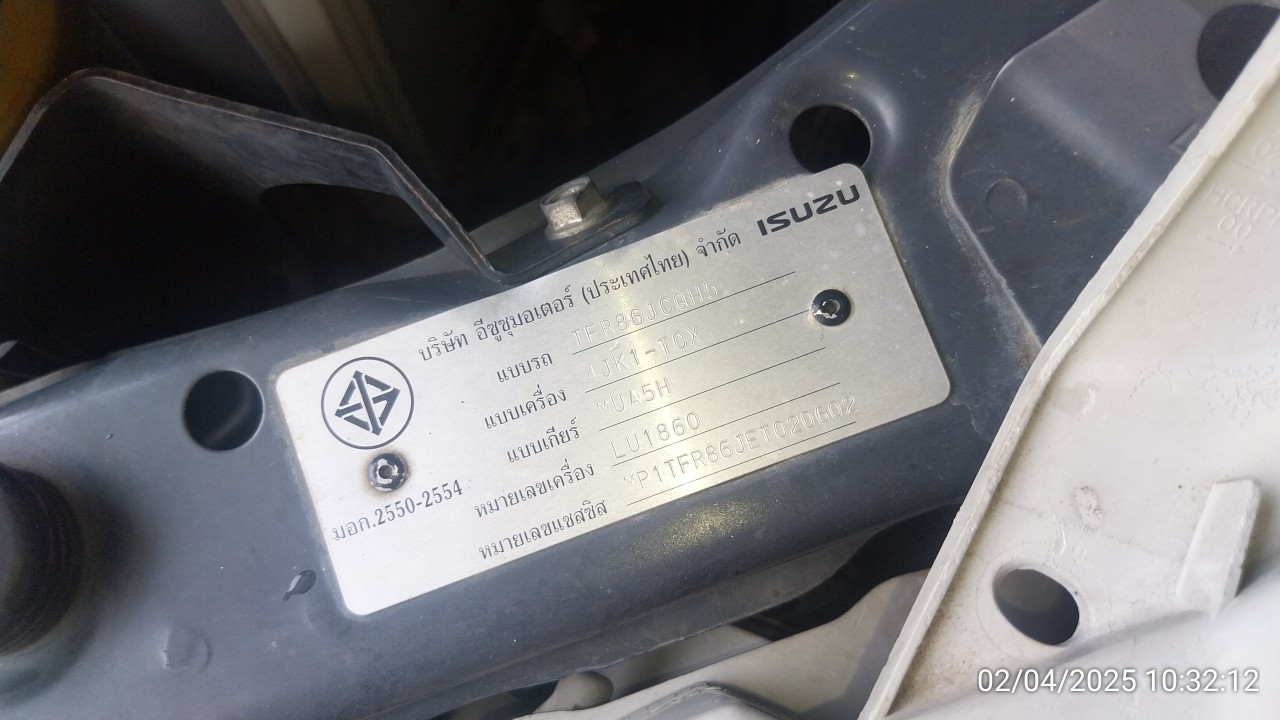 ISUZU
บริษัท อีซูซุมอเตอร์ (ประเทศไทย) จำกัด
แบบรถ TFR86JCQH5
แบบเครื่อง 4JK1-TCX
แบบเกียร์ MUA5H
หมายเลขเครื่อง LU1860
หมายเลขแชสซิส MP1TFR86JET020602
มอก.2550-2554
02/04/2025 10:32:12